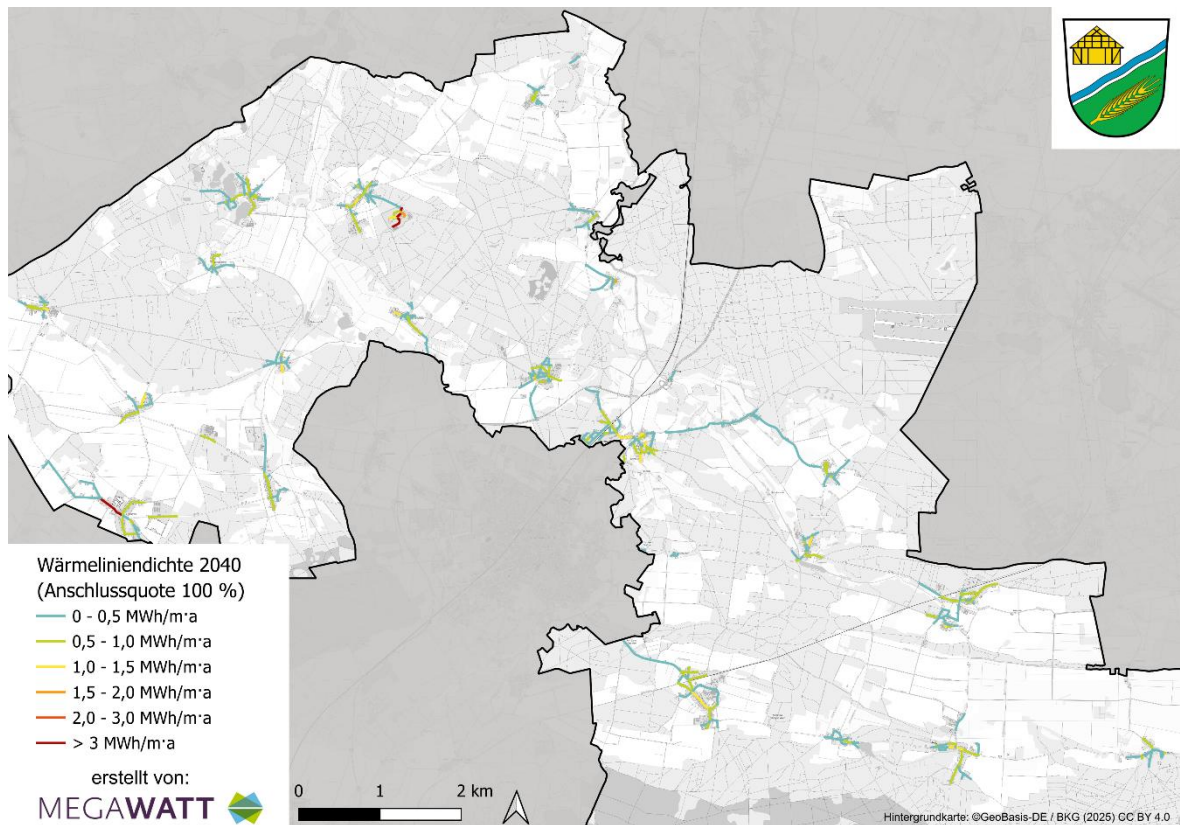 Wärmeliniendichte 2040
(Anschlussquote 100 %)
0 - 0,5 MWh/m·a
0,5 - 1,0 MWh/m·a
1,0 - 1,5 MWh/m·a
1,5 - 2,0 MWh/m·a
2,0 - 3,0 MWh/m·a
> 3 MWh/m·a
erstellt von:
MEGAWATT
0 1 2 km
Hintergrundkarte: ©GeoBasis-DE / BKG (2025) CC BY 4.0